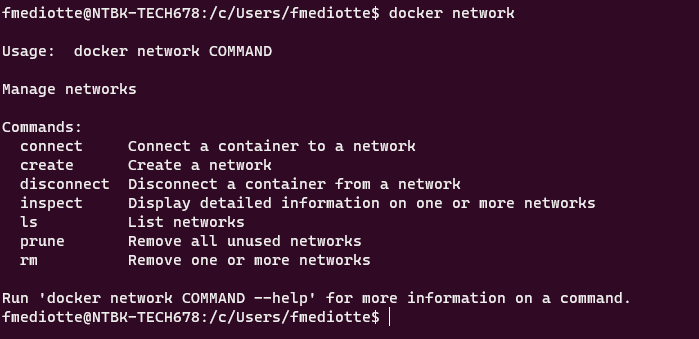 fmediotte@NTBK-TECH678:/c/Users/fmediotte$ docker network
Usage:  docker network COMMAND
Manage networks
Commands:
  connect     Connect a container to a network
  create      Create a network
  disconnect  Disconnect a container from a network
  inspect     Display detailed information on one or more networks
  ls          List networks
  prune       Remove all unused networks
  rm          Remove one or more networks
Run 'docker network COMMAND --help' for more information on a command.
fmediotte@NTBK-TECH678:/c/Users/fmediotte$